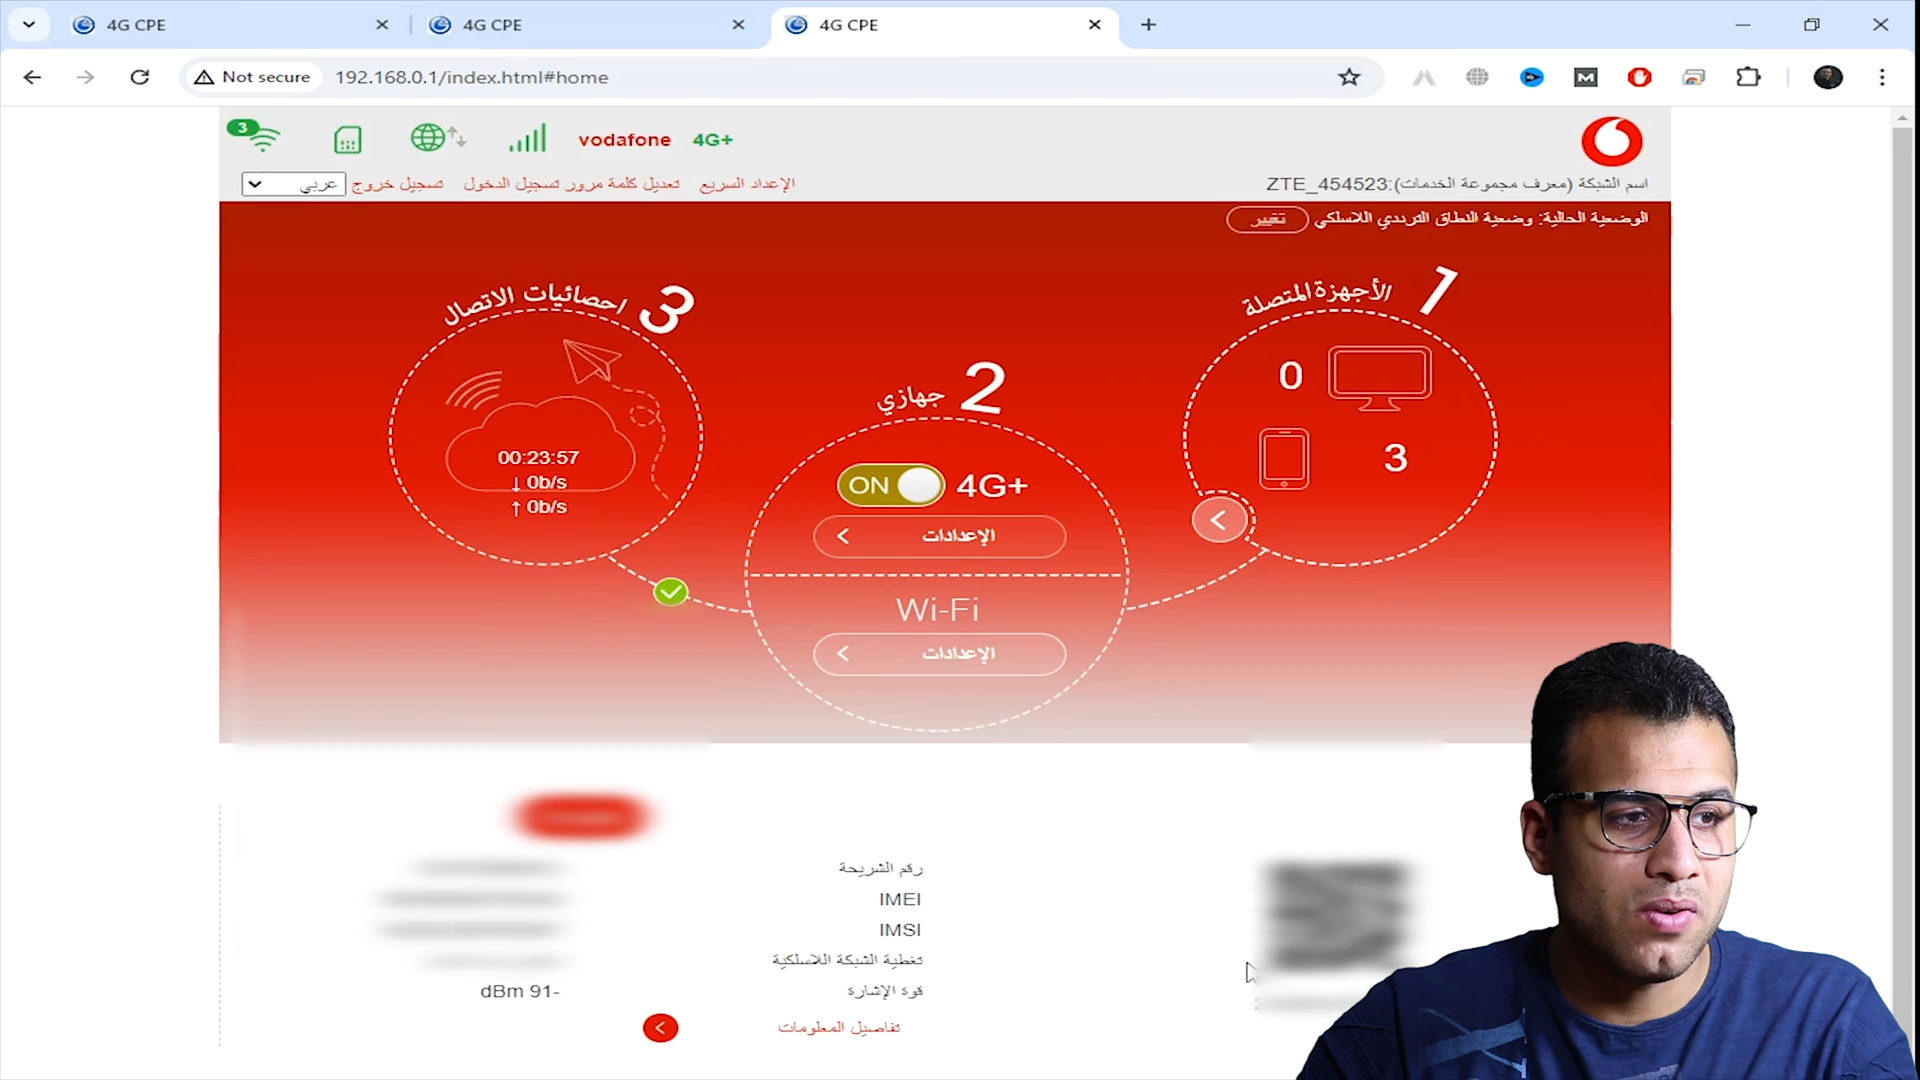 4G CPE
4G CPE
4G CPE
Not secure
192.168.0.1/index.html#home
3
vodafone
4G+
عربي
تسجيل خروج
تعديل كلمة مرور تسجيل الدخول
الإعداد السريع
اسم الشبكة (معرف مجموعة الخدمات):ZTE_454523
الوضعية الحالية: وضعية النطاق الترددي اللاسلكي
تغيير
1 الأجهزة المتصلة
0
3
2 جهازي
ON
4G+
الإعدادات
Wi-Fi
الإعدادات
3 احصائيات الاتصال
00:23:57
↓ 0b/s
↑ 0b/s
رقم الشريحة
IMEI
IMSI
تغطية الشبكة اللاسلكية
قوة الإشارة
dBm 91-
تفاصيل المعلومات